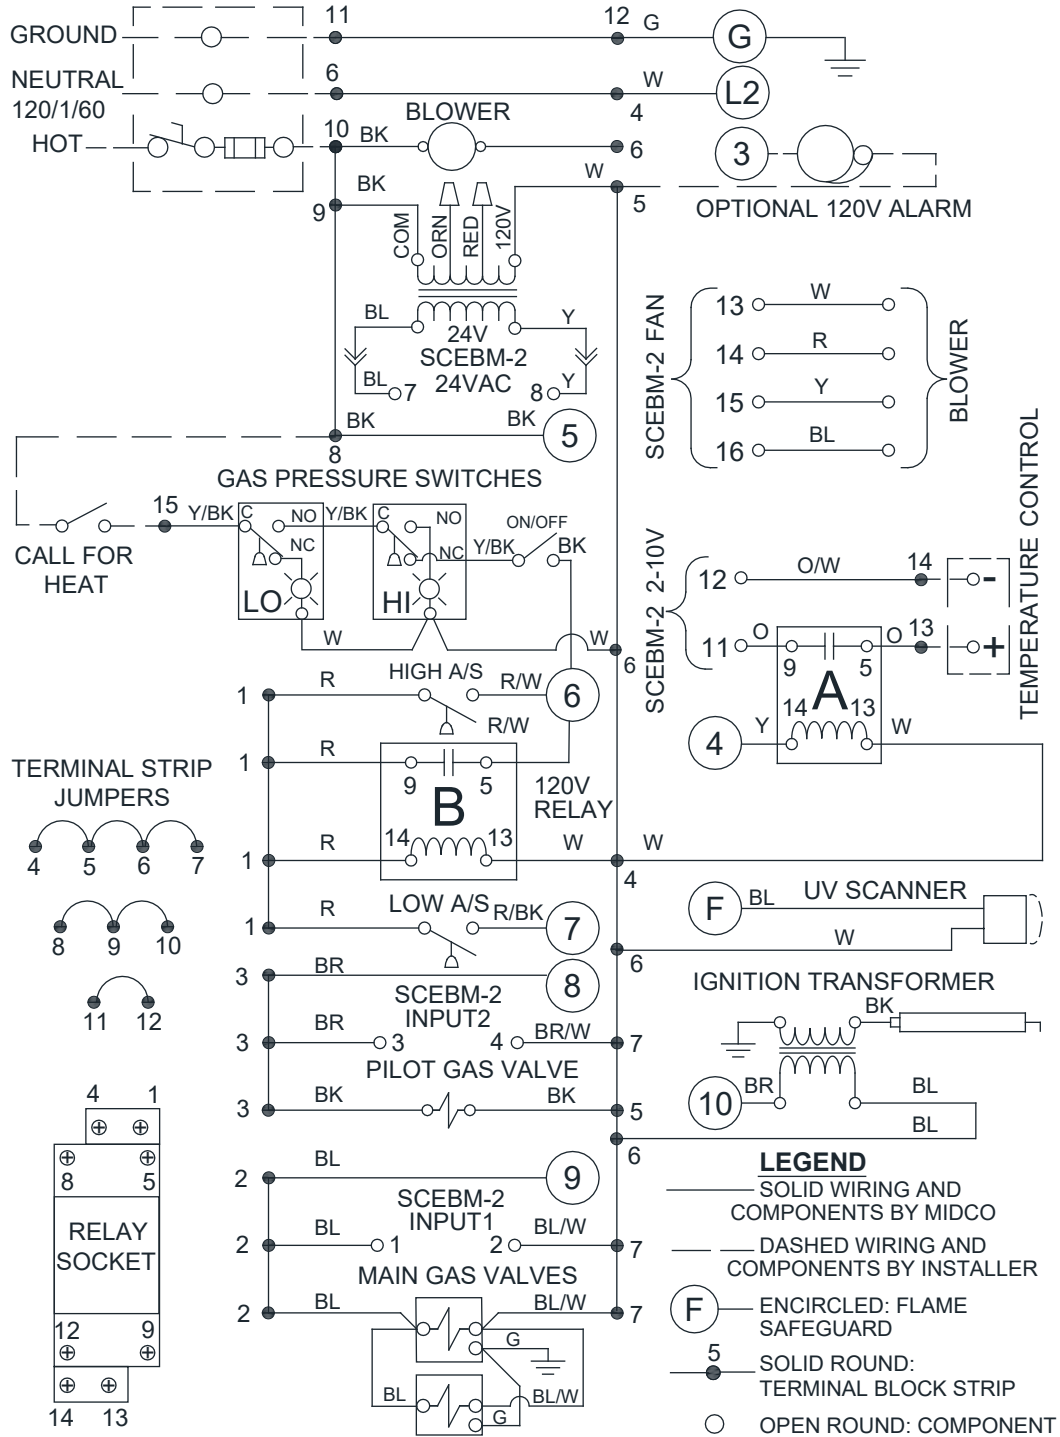 GROUND
11
12
G
G
NEUTRAL
120/1/60
6
4
W
L2
HOT
10
BK
BLOWER
6
3
OPTIONAL 120V ALARM
BK
9
COM
ORN
RED
120V
W
5
BL
24V
Y
SCEBM-2
24VAC
BL
7
8
Y
SCEBM-2 FAN
13
W
14
R
15
Y
16
BL
BLOWER
BK
8
BK
5
GAS PRESSURE SWITCHES
CALL FOR
HEAT
15
Y/BK
C
NO
NC
LO
Y/BK
C
NO
NC
HI
Y/BK
ON/OFF
BK
W
W
6
SCEBM-2 2-10V
12
O/W
14
-
11
O
O
13
+
TEMPERATURE CONTROL
9
5
A
14
13
4
Y
W
1
R
HIGH A/S
R/W
6
R/W
1
R
9
5
B
14
13
120V
RELAY
1
R
W
W
4
1
R
LOW A/S
R/BK
7
TERMINAL STRIP
JUMPERS
4
5
6
7
8
9
10
11
12
F
BL
UV SCANNER
W
6
3
BR
8
SCEBM-2
INPUT2
3
BR
3
4
BR/W
7
PILOT GAS VALVE
3
BK
BK
5
6
IGNITION TRANSFORMER
BK
10
BR
BL
BL
2
BL
9
SCEBM-2
INPUT1
2
BL
1
2
BL/W
7
MAIN GAS VALVES
2
BL
BL/W
7
G
BL
BL/W
G
4
1
8
5
RELAY
SOCKET
12
9
14
13
LEGEND
SOLID WIRING AND
COMPONENTS BY MIDCO
DASHED WIRING AND
COMPONENTS BY INSTALLER
F
ENCIRCLED: FLAME
SAFEGUARD
5
SOLID ROUND:
TERMINAL BLOCK STRIP
OPEN ROUND: COMPONENT